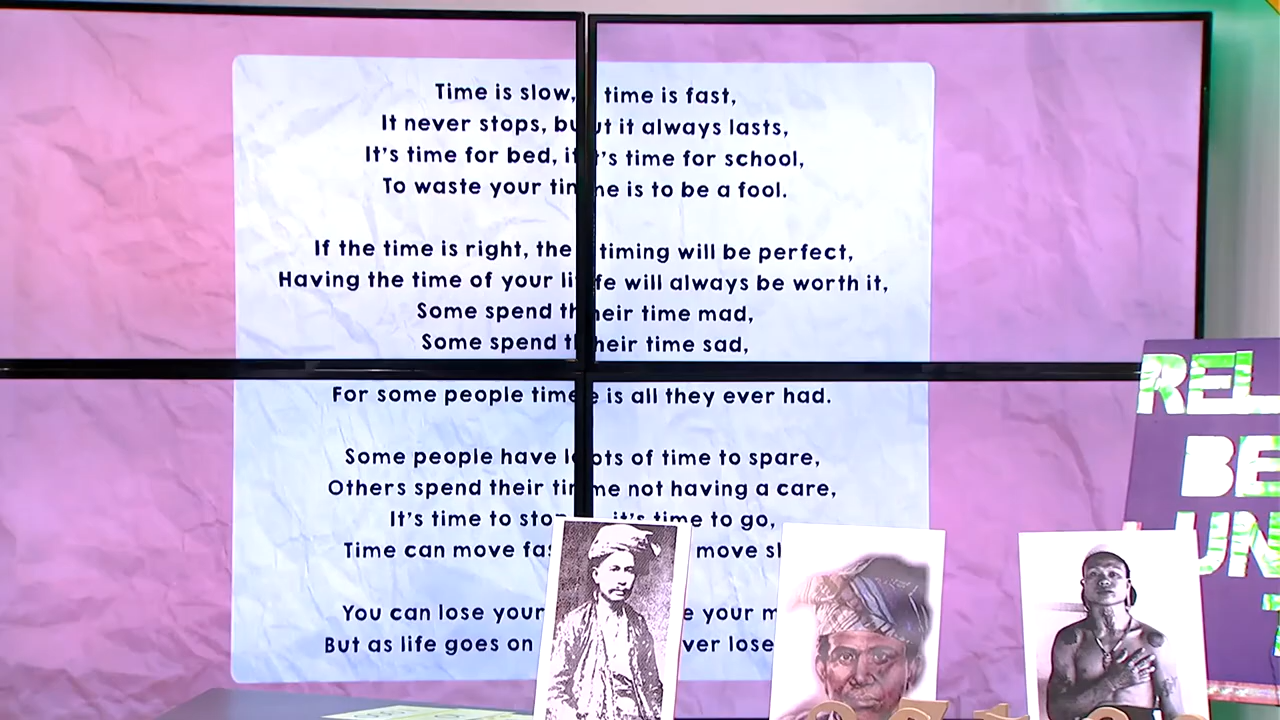 Time is slow, time is fast,
It never stops, but it always lasts,
It's time for bed, it's time for school,
To waste your time is to be a fool.
If the time is right, the timing will be perfect,
Having the time of your life will always be worth it,
Some spend their time mad,
Some spend their time sad,
For some people time is all they ever had.
Some people have lots of time to spare,
Others spend their time not having a care,
It's time to stop, it's time to go,
Time can move fas move sl
You can lose your e your m
But as life goes on ver lose
REL
BE
UN